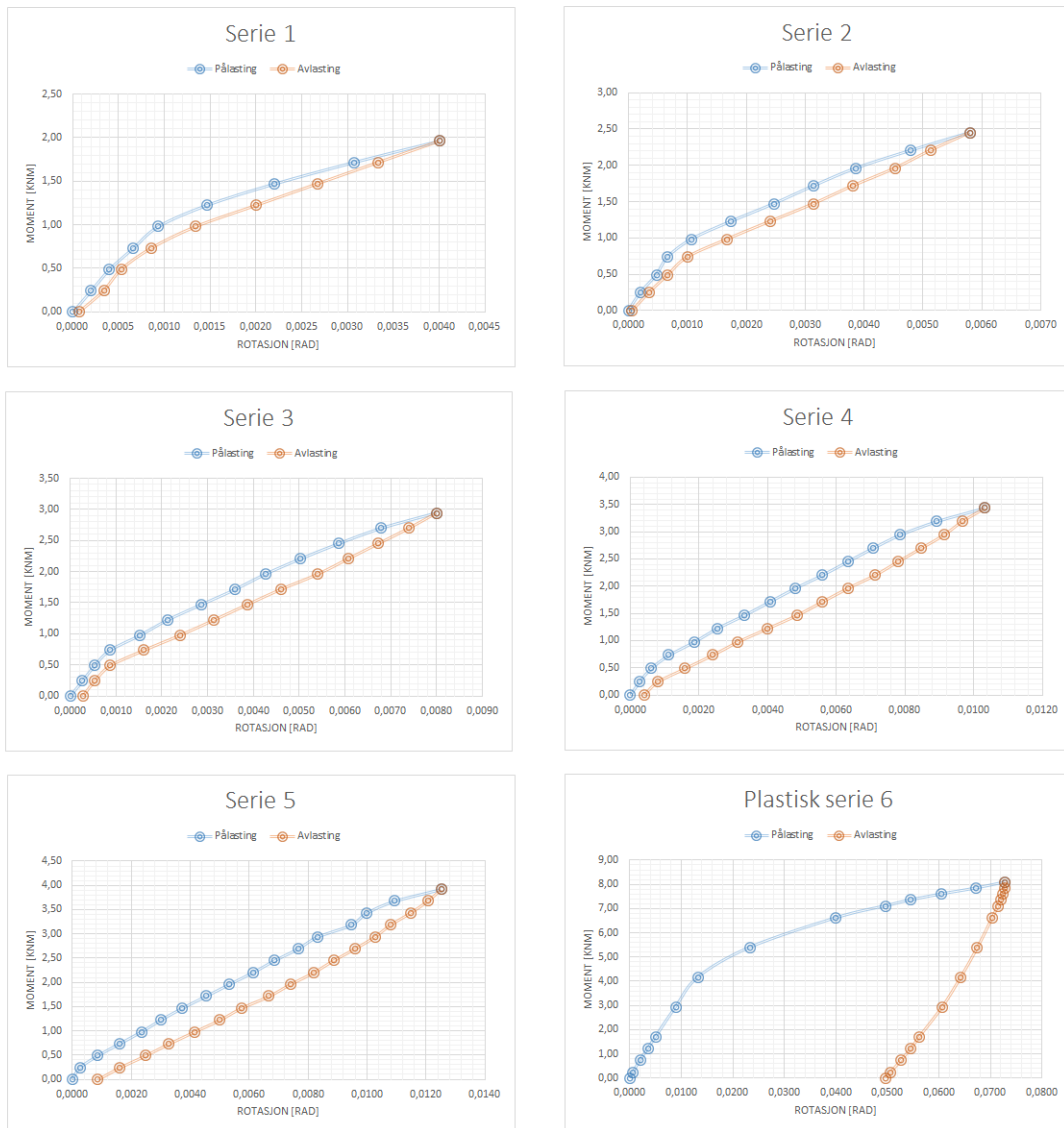 Serie 1
Pålasting Avlasting
2,50
2,00
1,50
1,00
0,50
0,00
MOMENT [KNM]
0,0000 0,0005 0,0010 0,0015 0,0020 0,0025 0,0030 0,0035 0,0040 0,0045
ROTASJON [RAD]
Serie 2
Pålasting Avlasting
3,00
2,50
2,00
1,50
1,00
0,50
0,00
MOMENT [KNM]
0,0000 0,0010 0,0020 0,0030 0,0040 0,0050 0,0060 0,0070
ROTASJON [RAD]
Serie 3
Pålasting Avlasting
3,50
3,00
2,50
2,00
1,50
1,00
0,50
0,00
MOMENT [KNM]
0,0000 0,0010 0,0020 0,0030 0,0040 0,0050 0,0060 0,0070 0,0080 0,0090
ROTASJON [RAD]
Serie 4
Pålasting Avlasting
4,00
3,50
3,00
2,50
2,00
1,50
1,00
0,50
0,00
MOMENT [KNM]
0,0000 0,0020 0,0040 0,0060 0,0080 0,0100 0,0120
ROTASJON [RAD]
Serie 5
Pålasting Avlasting
4,50
4,00
3,50
3,00
2,50
2,00
1,50
1,00
0,50
0,00
MOMENT [KNM]
0,0000 0,0020 0,0040 0,0060 0,0080 0,0100 0,0120 0,0140
ROTASJON [RAD]
Plastisk serie 6
Pålasting Avlasting
9,00
8,00
7,00
6,00
5,00
4,00
3,00
2,00
1,00
0,00
MOMENT [KNM]
0,0000 0,0100 0,0200 0,0300 0,0400 0,0500 0,0600 0,0700 0,0800
ROTASJON [RAD]